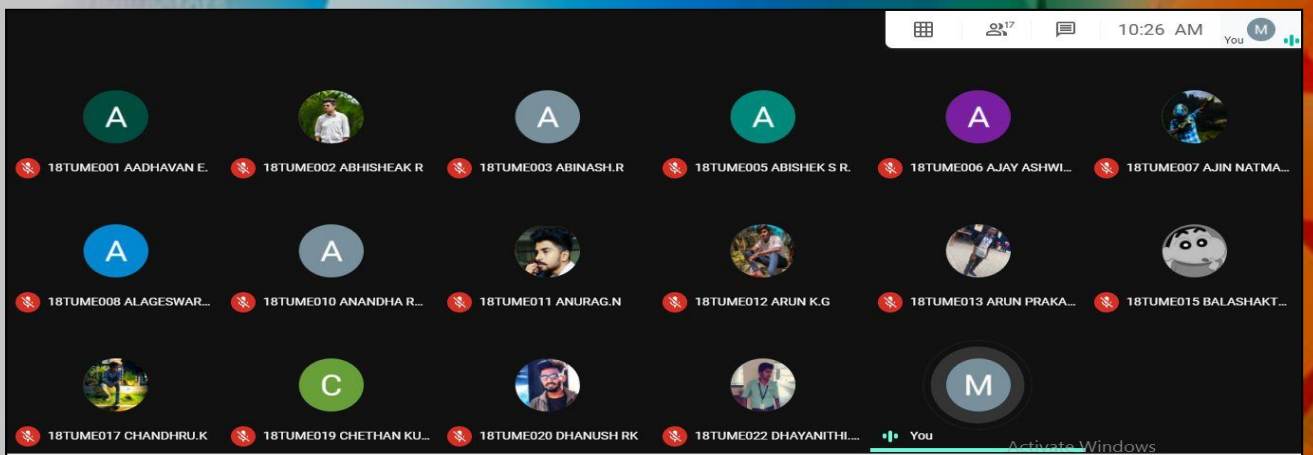 17 10:26 AM You M
A A A A A
18TUME001 AADHAVAN E. 18TUME002 ABHISHEAK R 18TUME003 ABINASH.R 18TUME005 ABISHEK S R. 18TUME006 AJAY ASHWI... 18TUME007 AJIN NATMA...
A A
18TUME008 ALAGESWAR... 18TUME010 ANANDHA R... 18TUME011 ANURAG.N 18TUME012 ARUN K.G 18TUME013 ARUN PRAKA... 18TUME015 BALASHAKT...
C M
18TUME017 CHANDHRU.K 18TUME019 CHETHAN KU... 18TUME020 DHANUSH RK 18TUME022 DHAYANITHI.... You
Activate Windows